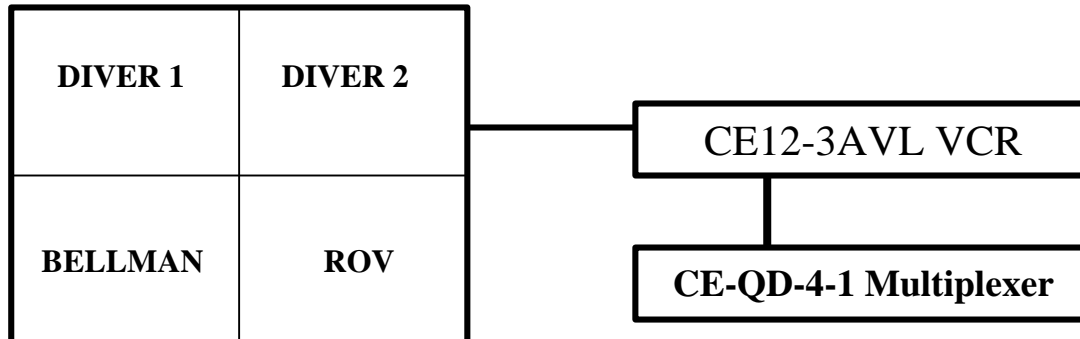 DIVER 1
DIVER 2
CE12-3AVL VCR
BELLMAN
ROV
CE-QD-4-1 Multiplexer